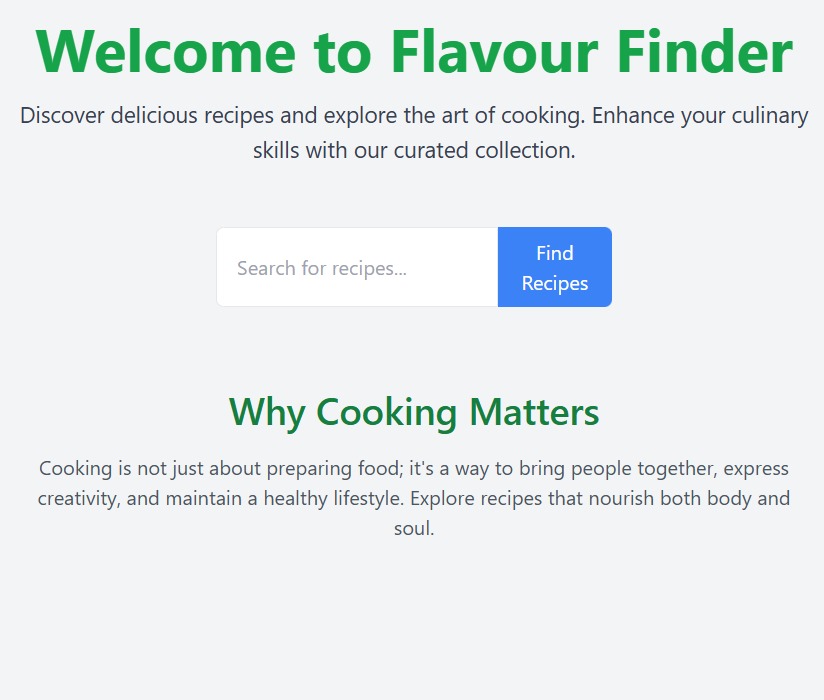 Welcome to Flavour Finder
Discover delicious recipes and explore the art of cooking. Enhance your culinary
skills with our curated collection.
Search for recipes...
Find
Recipes
Why Cooking Matters
Cooking is not just about preparing food; it's a way to bring people together, express
creativity, and maintain a healthy lifestyle. Explore recipes that nourish both body and
soul.